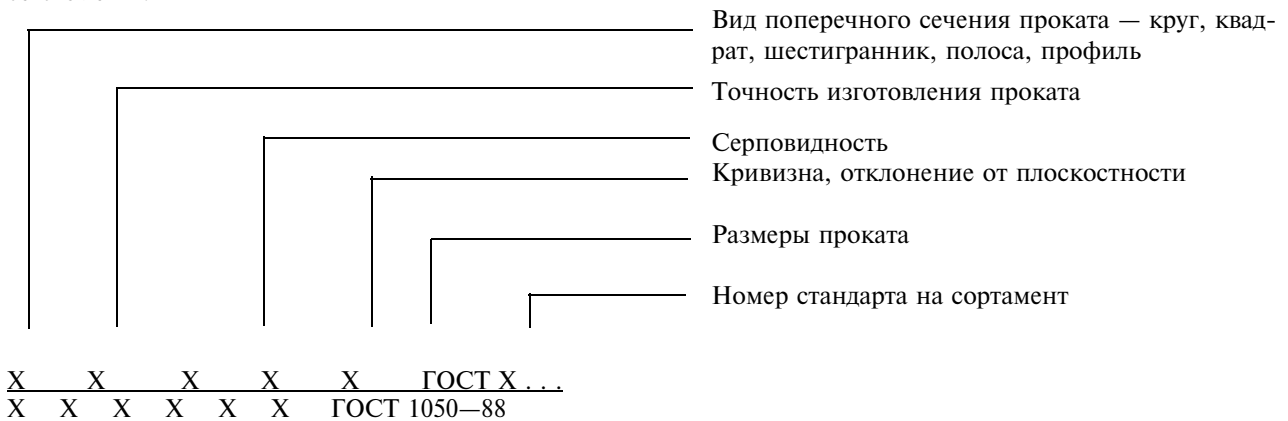 Вид поперечного сечения проката — круг, квад-
рат, шестигранник, полоса, профиль
Точность изготовления проката
Серповидность
Кривизна, отклонение от плоскостности
Размеры проката
Номер стандарта на сортамент
Х Х Х Х Х ГОСТ Х . . .
Х Х Х Х Х Х ГОСТ 1050—88